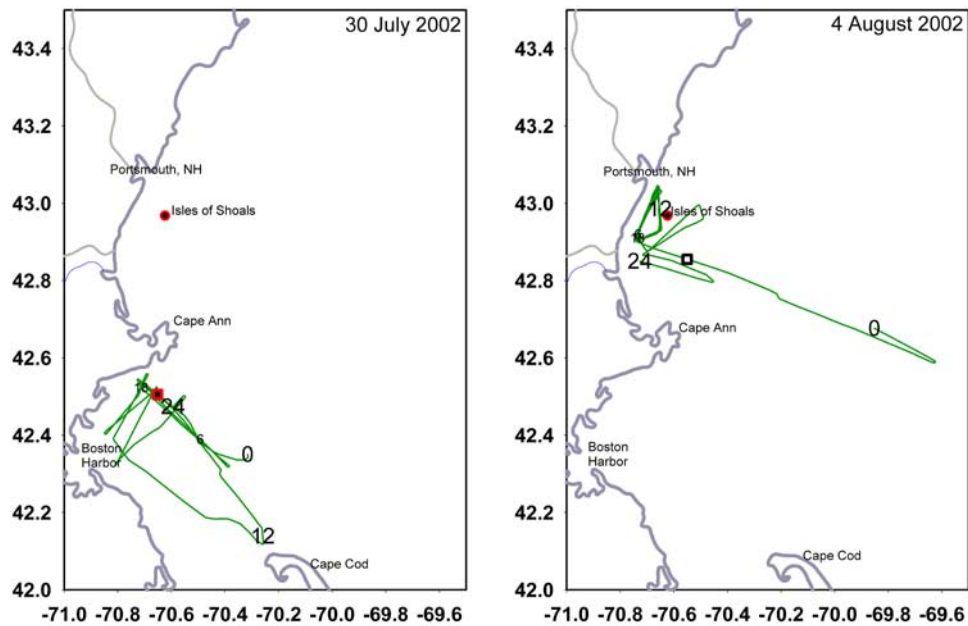 30 July 2002
43.4
43.2
Portsmouth, NH
43.0
Isles of Shoals
42.8
Cape Ann
42.6
18
24
42.4
6
0
Boston
Harbor
42.2
12
Cape Cod
42.0
-71.0 -70.8 -70.6 -70.4 -70.2 -70.0 -69.8 -69.6
4 August 2002
43.4
43.2
Portsmouth, NH
43.0
12
Isles of Shoals
42.8
24
0
Cape Ann
42.6
42.4
Boston
Harbor
42.2
Cape Cod
42.0
-71.0 -70.8 -70.6 -70.4 -70.2 -70.0 -69.8 -69.6